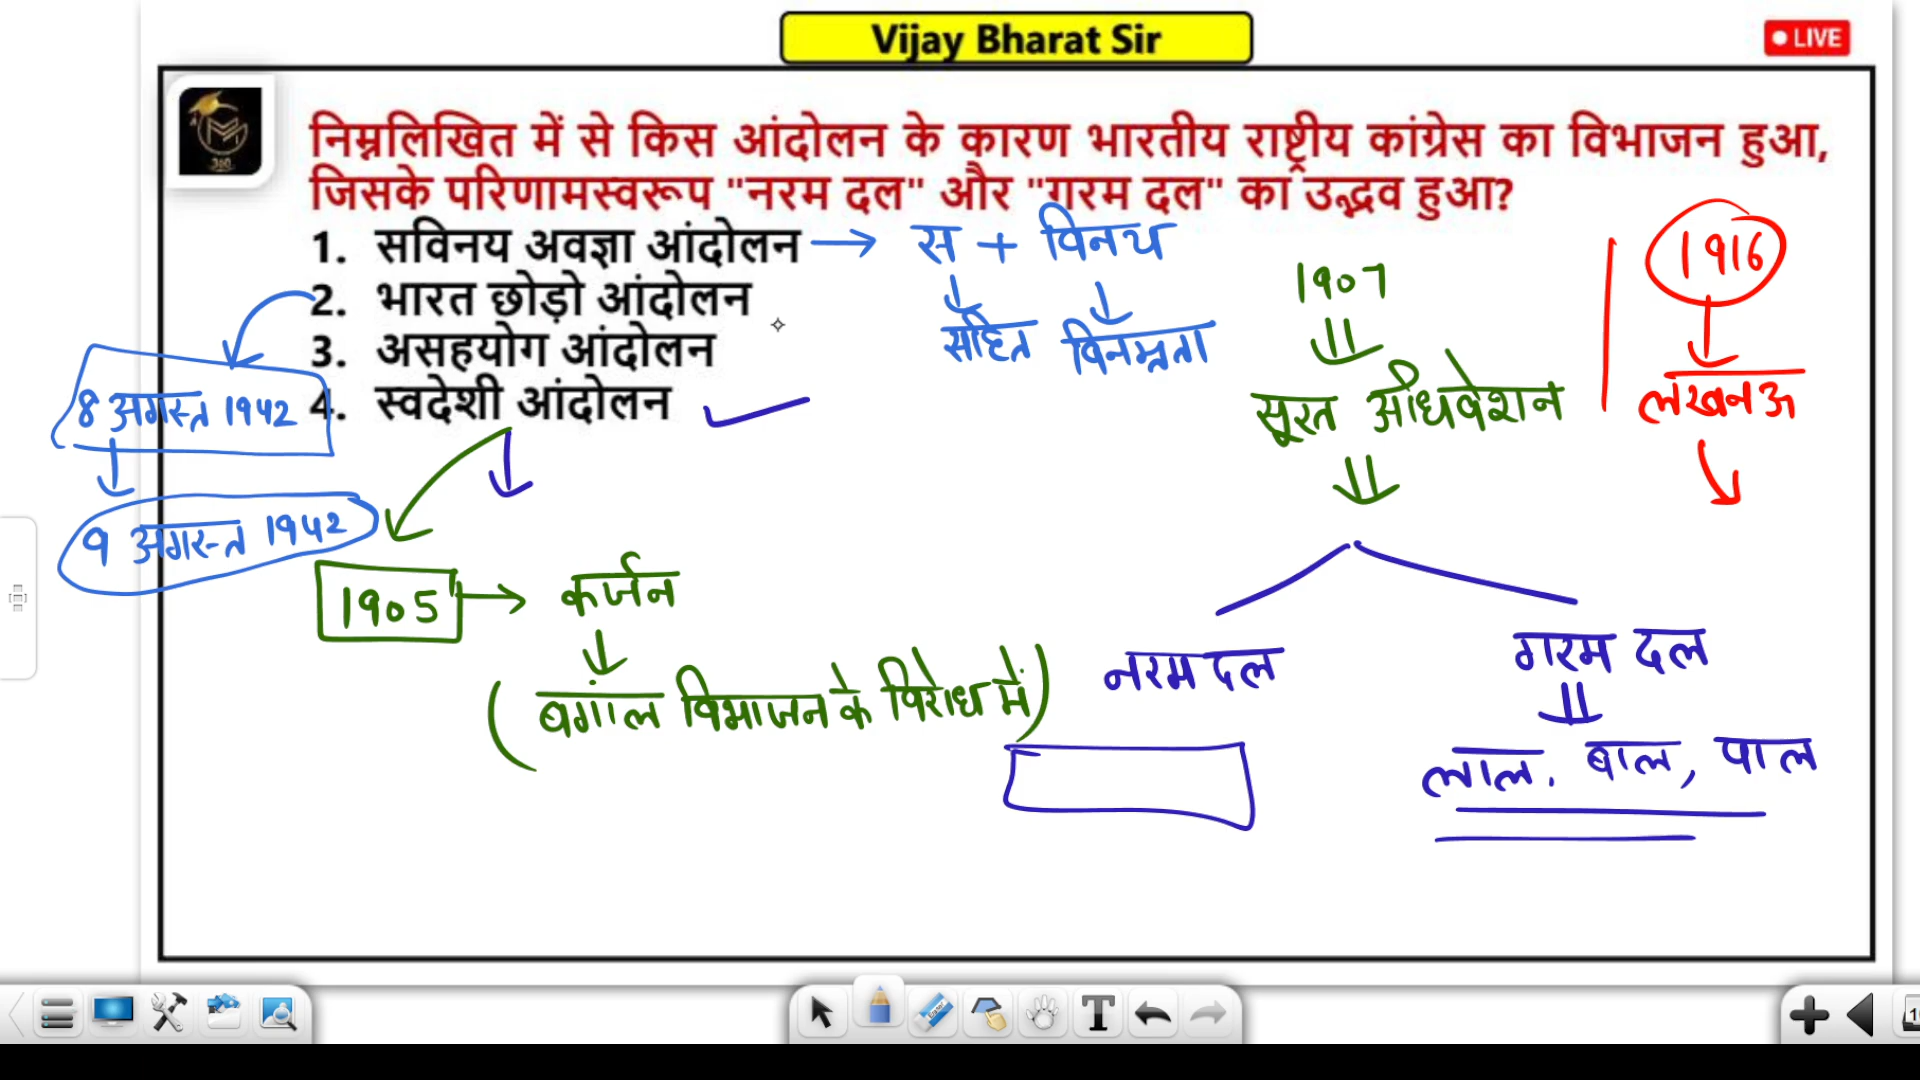 Vijay Bharat Sir
LIVE
360
निम्नलिखित में से किस आंदोलन के कारण भारतीय राष्ट्रीय कांग्रेस का विभाजन हुआ,
जिसके परिणामस्वरूप "नरम दल" और "गरम दल" का उद्भव हुआ?
1. सविनय अवज्ञा आंदोलन → स + विनय
2. भारत छोड़ो आंदोलन
3. असहयोग आंदोलन
4. स्वदेशी आंदोलन
सहित विनम्रता
1907
सूरत अधिवेशन
1916
लखनऊ
8 अगस्त 1942
9 अगस्त 1942
1905 → कर्जन
(बंगाल विभाजन के विरोध में)
नरम दल
गरम दल
लाल. बाल, पाल
T